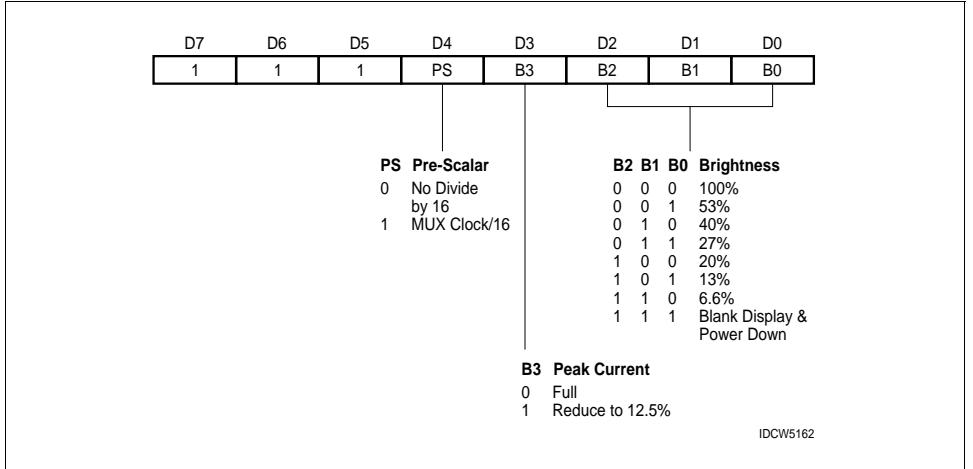 D7 D6 D5 D4 D3 D2 D1 D0
1 1 1 PS B3 B2 B1 B0
PS Pre-Scalar
0 No Divide
by 16
1 MUX Clock/16
B2 B1 B0 Brightness
0 0 0 100%
0 0 1 53%
0 1 0 40%
0 1 1 27%
1 0 0 20%
1 0 1 13%
1 1 0 6.6%
1 1 1 Blank Display &
Power Down
B3 Peak Current
0 Full
1 Reduce to 12.5%
IDCW5162